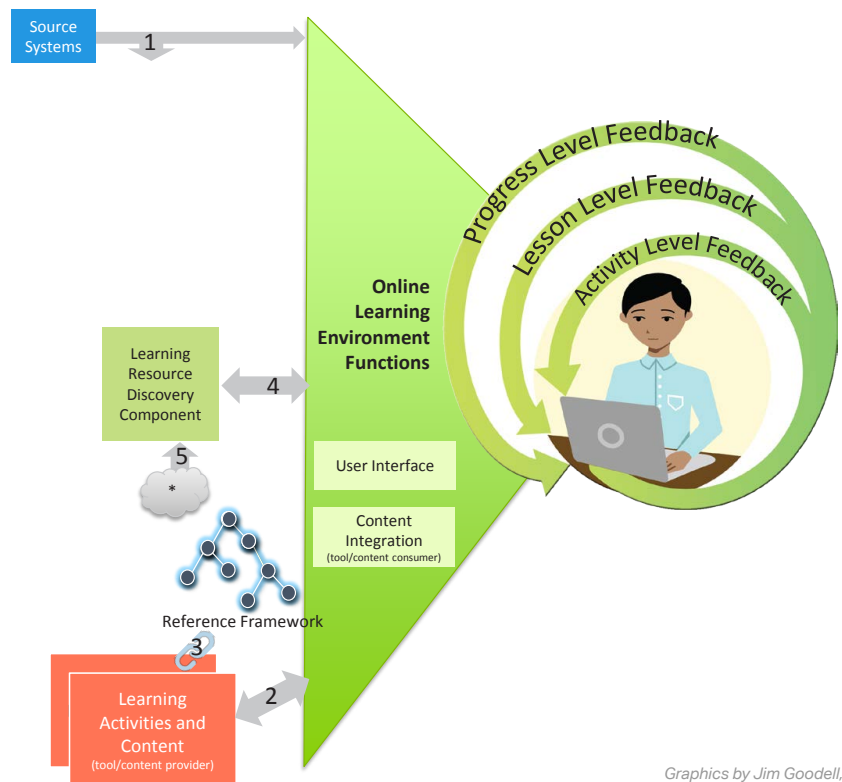 Source
Systems
1
Progress Level Feedback
Lesson Level Feedback
Activity Level Feedback
Online
Learning
Environment
Functions
Learning
Resource
Discovery
Component
4
5
*
User Interface
Content
Integration
(tool/content consumer)
Reference Framework
3
Learning
Activities and
Content
(tool/content provider)
2
Graphics by Jim Goodell,